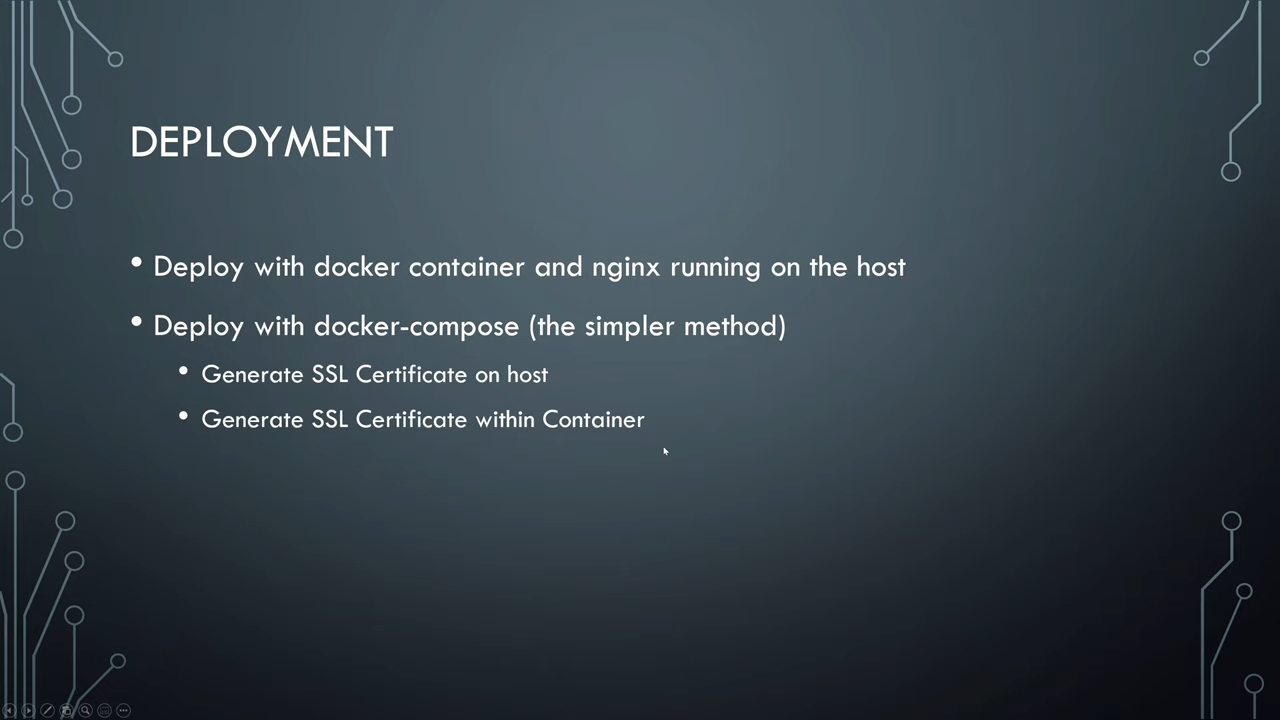 DEPLOYMENT
• Deploy with docker container and nginx running on the host
• Deploy with docker-compose (the simpler method)
• Generate SSL Certificate on host
• Generate SSL Certificate within Container